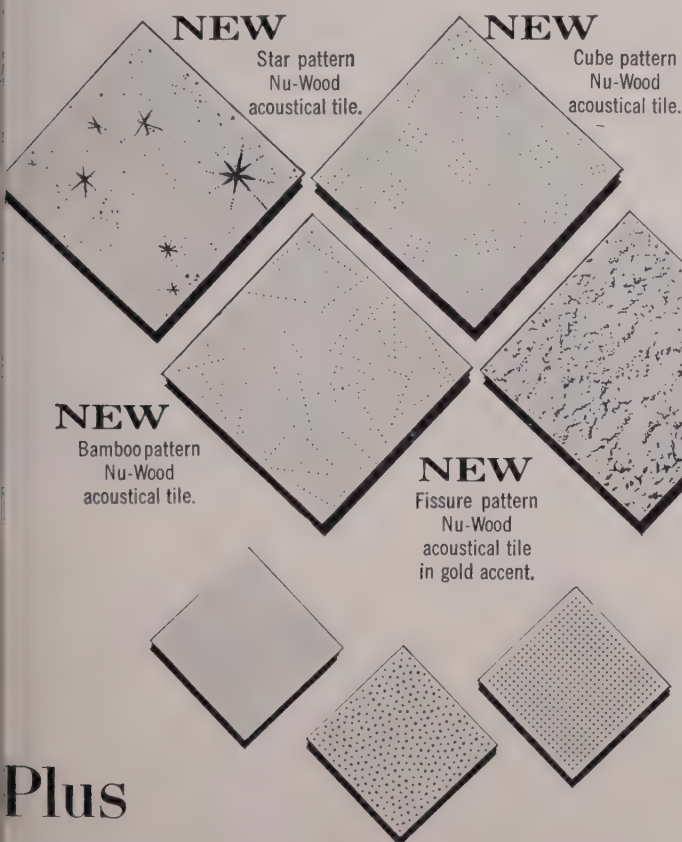 NEW
Star pattern
Nu-Wood
acoustical tile.
NEW
Cube pattern
Nu-Wood
acoustical tile.
NEW
Bamboo pattern
Nu-Wood
acoustical tile.
NEW
Fissure pattern
Nu-Wood
acoustical tile
in gold accent.
Plus